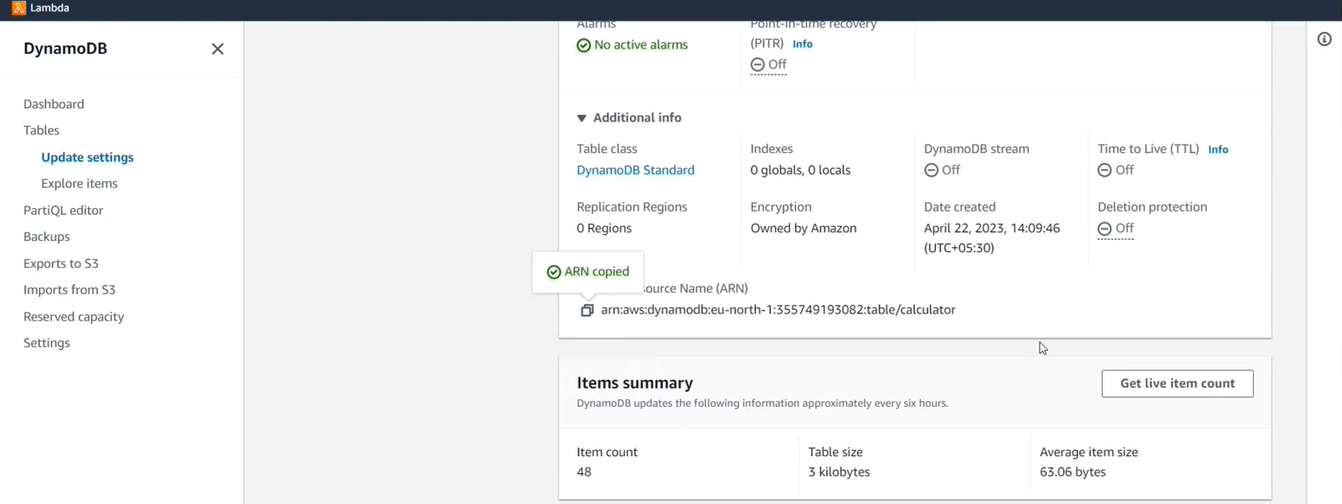 Lambda
DynamoDB
Dashboard
Tables
Update settings
Explore items
PartiQL editor
Backups
Exports to S3
Imports from S3
Reserved capacity
Settings
Alarms
No active alarms
Point-in-time recovery
(PITR) Info
Off
Additional info
Table class
DynamoDB Standard
Indexes
0 globals, 0 locals
DynamoDB stream
Off
Time to Live (TTL) Info
Off
Replication Regions
0 Regions
Encryption
Owned by Amazon
Date created
April 22, 2023, 14:09:46
(UTC+05:30)
Deletion protection
Off
ARN copied
source Name (ARN)
arn:aws:dynamodb:eu-north-1:355749193082:table/calculator
Items summary
Get live item count
DynamoDB updates the following information approximately every six hours.
Item count
48
Table size
3 kilobytes
Average item size
63.06 bytes